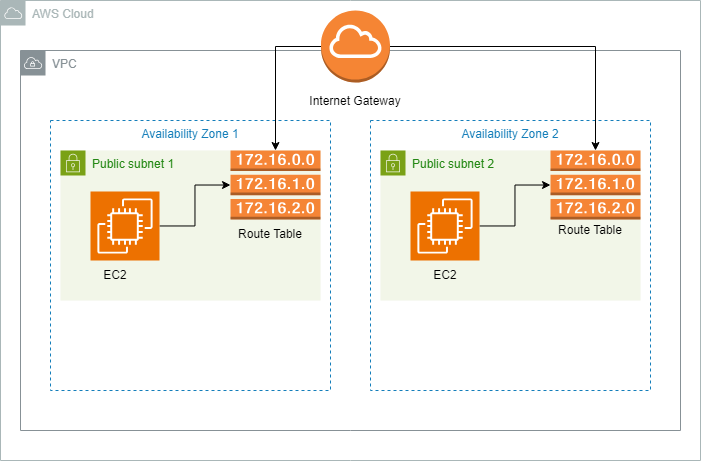 AWS Cloud
VPC
Internet Gateway
Availability Zone 1
Public subnet 1
172.16.0.0
172.16.1.0
172.16.2.0
Route Table
EC2
Availability Zone 2
Public subnet 2
172.16.0.0
172.16.1.0
172.16.2.0
Route Table
EC2